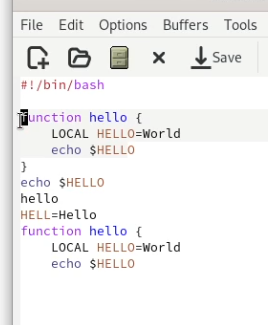 File Edit Options Buffers Tools
Save
#!/bin/bash
function hello {
    LOCAL HELLO=World
    echo $HELLO
}
echo $HELLO
hello
HELL=Hello
function hello {
    LOCAL HELLO=World
    echo $HELLO